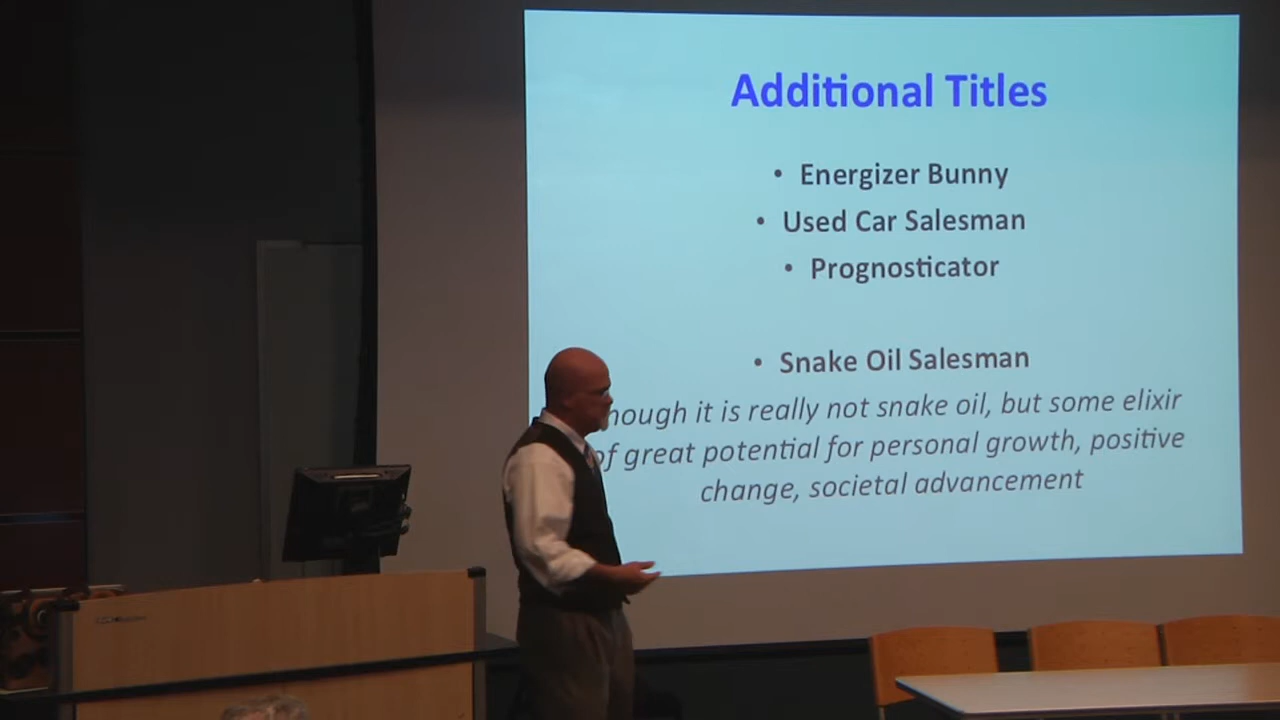 Additional Titles
• Energizer Bunny
• Used Car Salesman
• Prognosticator
• Snake Oil Salesman
it is really not snake oil, but some elixir
of great potential for personal growth, positive
change, societal advancement